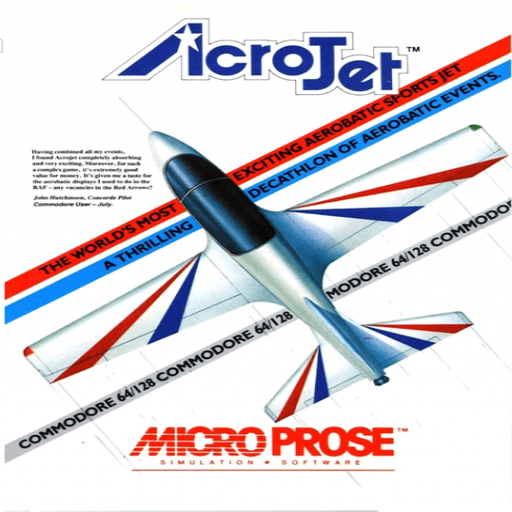 AcroJet™
THE WORLD'S MOST EXCITING AEROBATIC SPORTS JET
A THRILLING DECATHLON OF AEROBATIC EVENTS.
Having combined all my events,
I found Acrojet completely absorbing
and very exciting. Moreover, for such
a complex game, it's extremely good
value for money. It's given me a taste for
the aerobatic displays I used to do in the
RAF – any vacancies in the Red Arrows?
John Hutchinson, Concorde Pilot
Commodore User – July.
COMMODORE 64/128 COMMODORE 64/128 MODORE 64/128 COMMODOR
MICRO PROSE™
SIMULATION • SOFTWARE